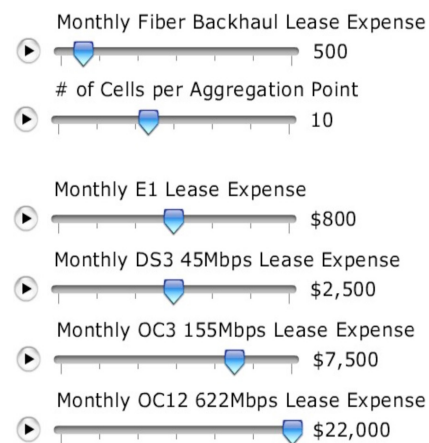 Monthly Fiber Backhaul Lease Expense
500
# of Cells per Aggregation Point
10
Monthly E1 Lease Expense
$800
Monthly DS3 45Mbps Lease Expense
$2,500
Monthly OC3 155Mbps Lease Expense
$7,500
Monthly OC12 622Mbps Lease Expense
$22,000